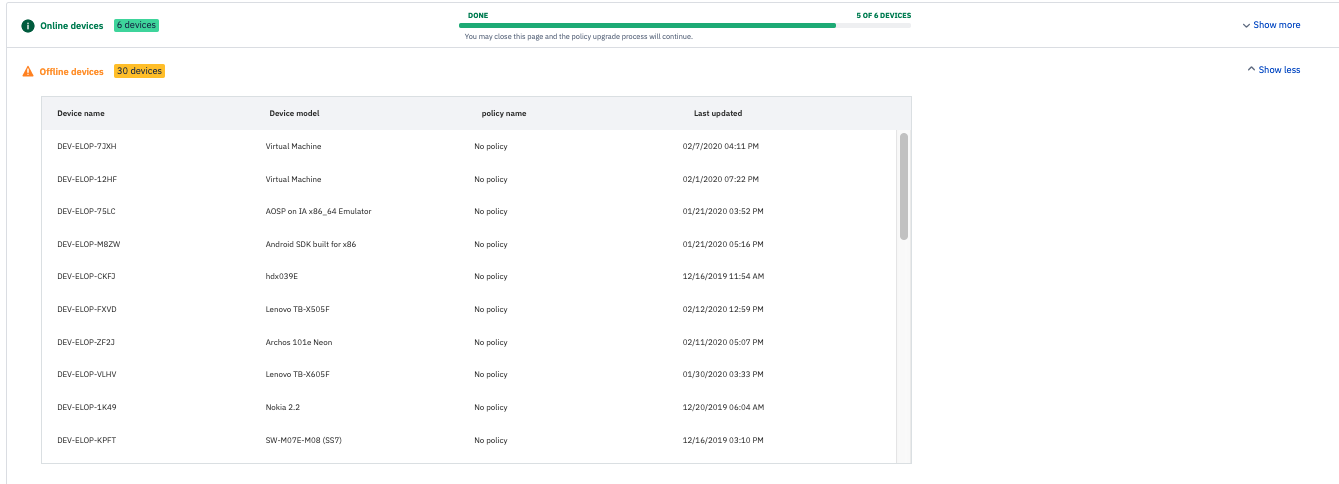 DONE 5 OF 6 DEVICES
Online devices 6 devices Show more
You may close this page and the policy upgrade process will continue.
Offline devices 30 devices Show less
Device name Device model policy name Last updated
DEV-ELOP-7JXH Virtual Machine No policy 02/7/2020 04:11 PM
DEV-ELOP-12HF Virtual Machine No policy 02/1/2020 07:22 PM
DEV-ELOP-75LC AOSP on IA x86_64 Emulator No policy 01/21/2020 03:52 PM
DEV-ELOP-M8ZW Android SDK built for x86 No policy 01/21/2020 05:16 PM
DEV-ELOP-CKFJ hdx039E No policy 12/16/2019 11:54 AM
DEV-ELOP-FXVD Lenovo TB-X505F No policy 02/12/2020 12:59 PM
DEV-ELOP-ZF2J Archos 101e Neon No policy 02/11/2020 05:07 PM
DEV-ELOP-VLHV Lenovo TB-X605F No policy 01/30/2020 03:33 PM
DEV-ELOP-1K49 Nokia 2.2 No policy 12/20/2019 06:04 AM
DEV-ELOP-KPFT SW-M07E-M08 (SS7) No policy 12/16/2019 03:10 PM